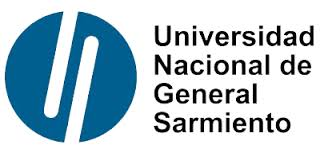 Universidad
Nacional de
General
Sarmiento